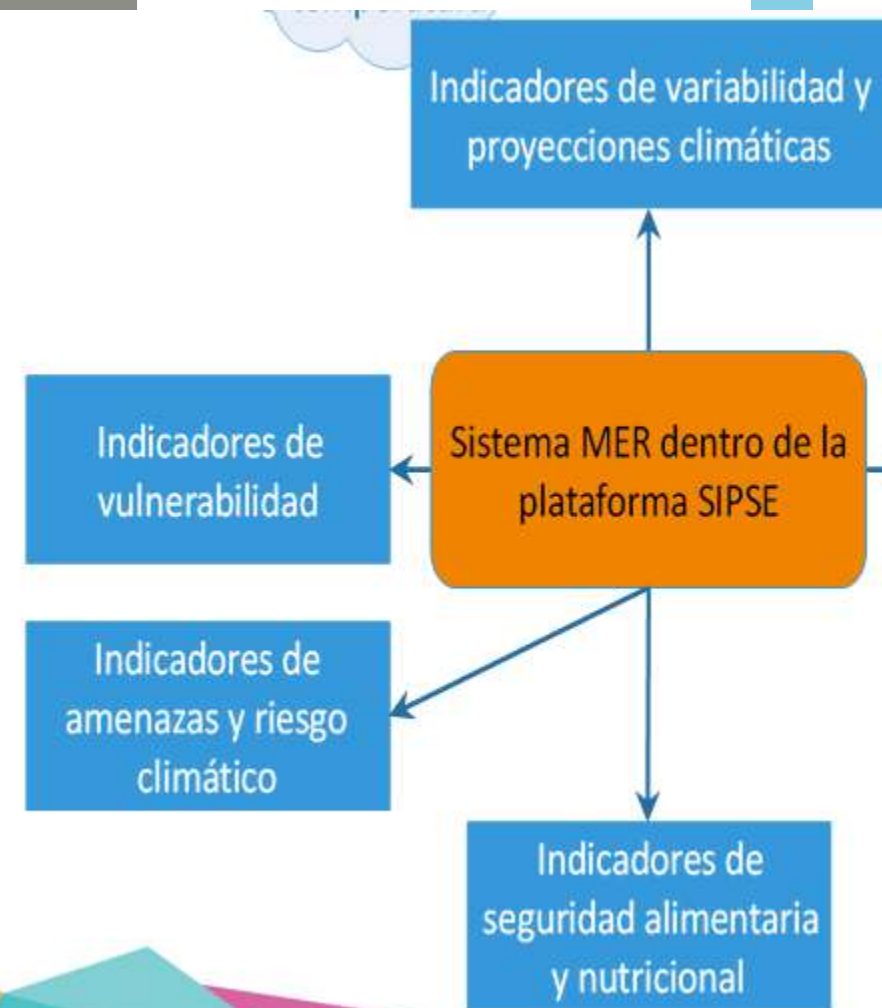 Indicadores de variabilidad y
proyecciones climáticas
Indicadores de
vulnerabilidad
Sistema MER dentro de la
plataforma SIPSE
Indicadores de
amenazas y riesgo
climático
Indicadores de
seguridad alimentaria
y nutricional